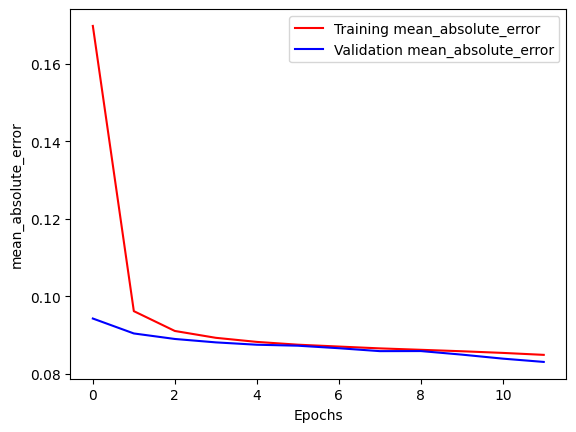 Training mean_absolute_error
Validation mean_absolute_error
mean_absolute_error
0.16
0.14
0.12
0.10
0.08
0 2 4 6 8 10
Epochs